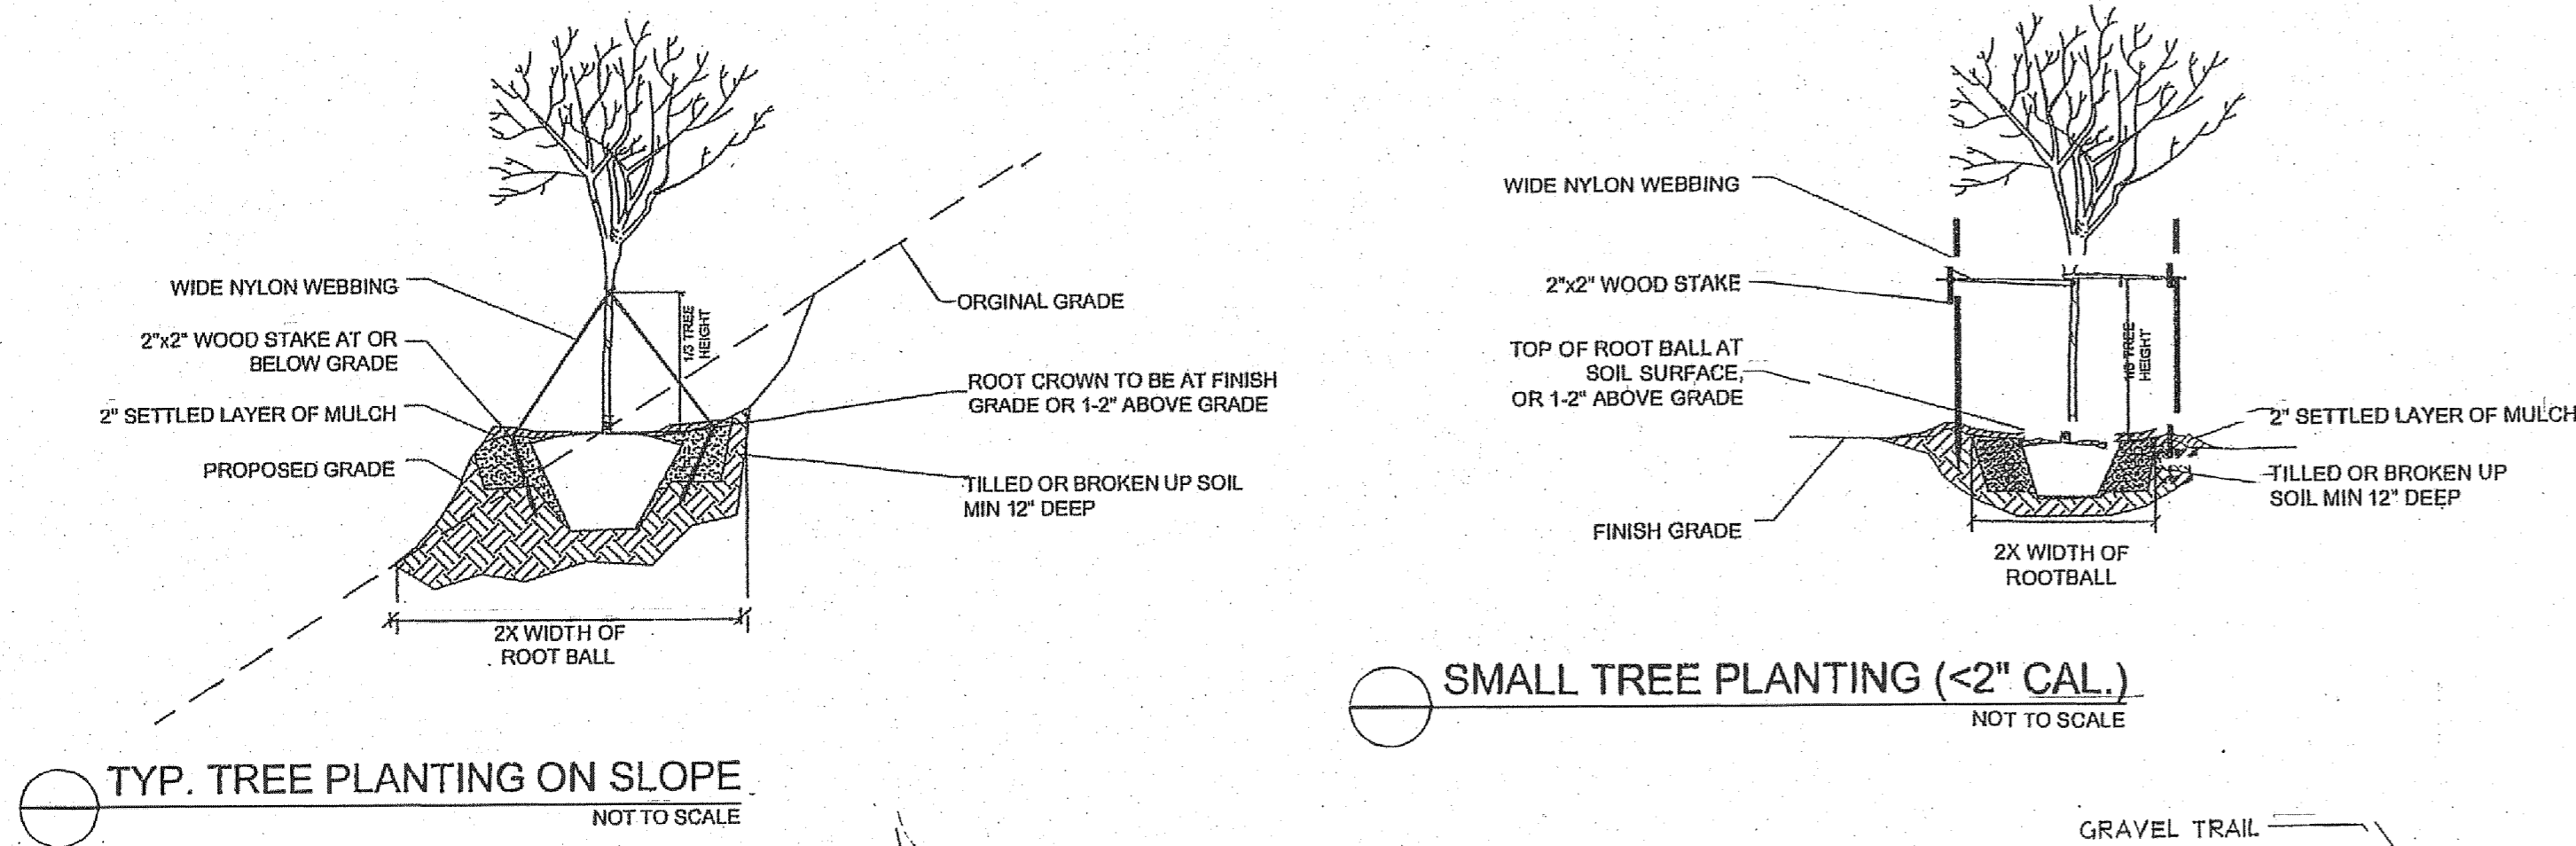 WIDE NYLON WEBBING
2"x2" WOOD STAKE AT OR
BELOW GRADE
2" SETTLED LAYER OF MULCH
PROPOSED GRADE
1/3 TREE
HEIGHT
ORGINAL GRADE
ROOT CROWN TO BE AT FINISH
GRADE OR 1-2" ABOVE GRADE
TILLED OR BROKEN UP SOIL
MIN 12" DEEP
2X WIDTH OF
ROOT BALL
TYP. TREE PLANTING ON SLOPE
NOT TO SCALE
WIDE NYLON WEBBING
2"x2" WOOD STAKE
TOP OF ROOT BALL AT
SOIL SURFACE,
OR 1-2" ABOVE GRADE
FINISH GRADE
1/3 TREE
HEIGHT
2" SETTLED LAYER OF MULCH
TILLED OR BROKEN UP
SOIL MIN 12" DEEP
2X WIDTH OF
ROOTBALL
SMALL TREE PLANTING (<2" CAL.)
NOT TO SCALE
GRAVEL TRAIL